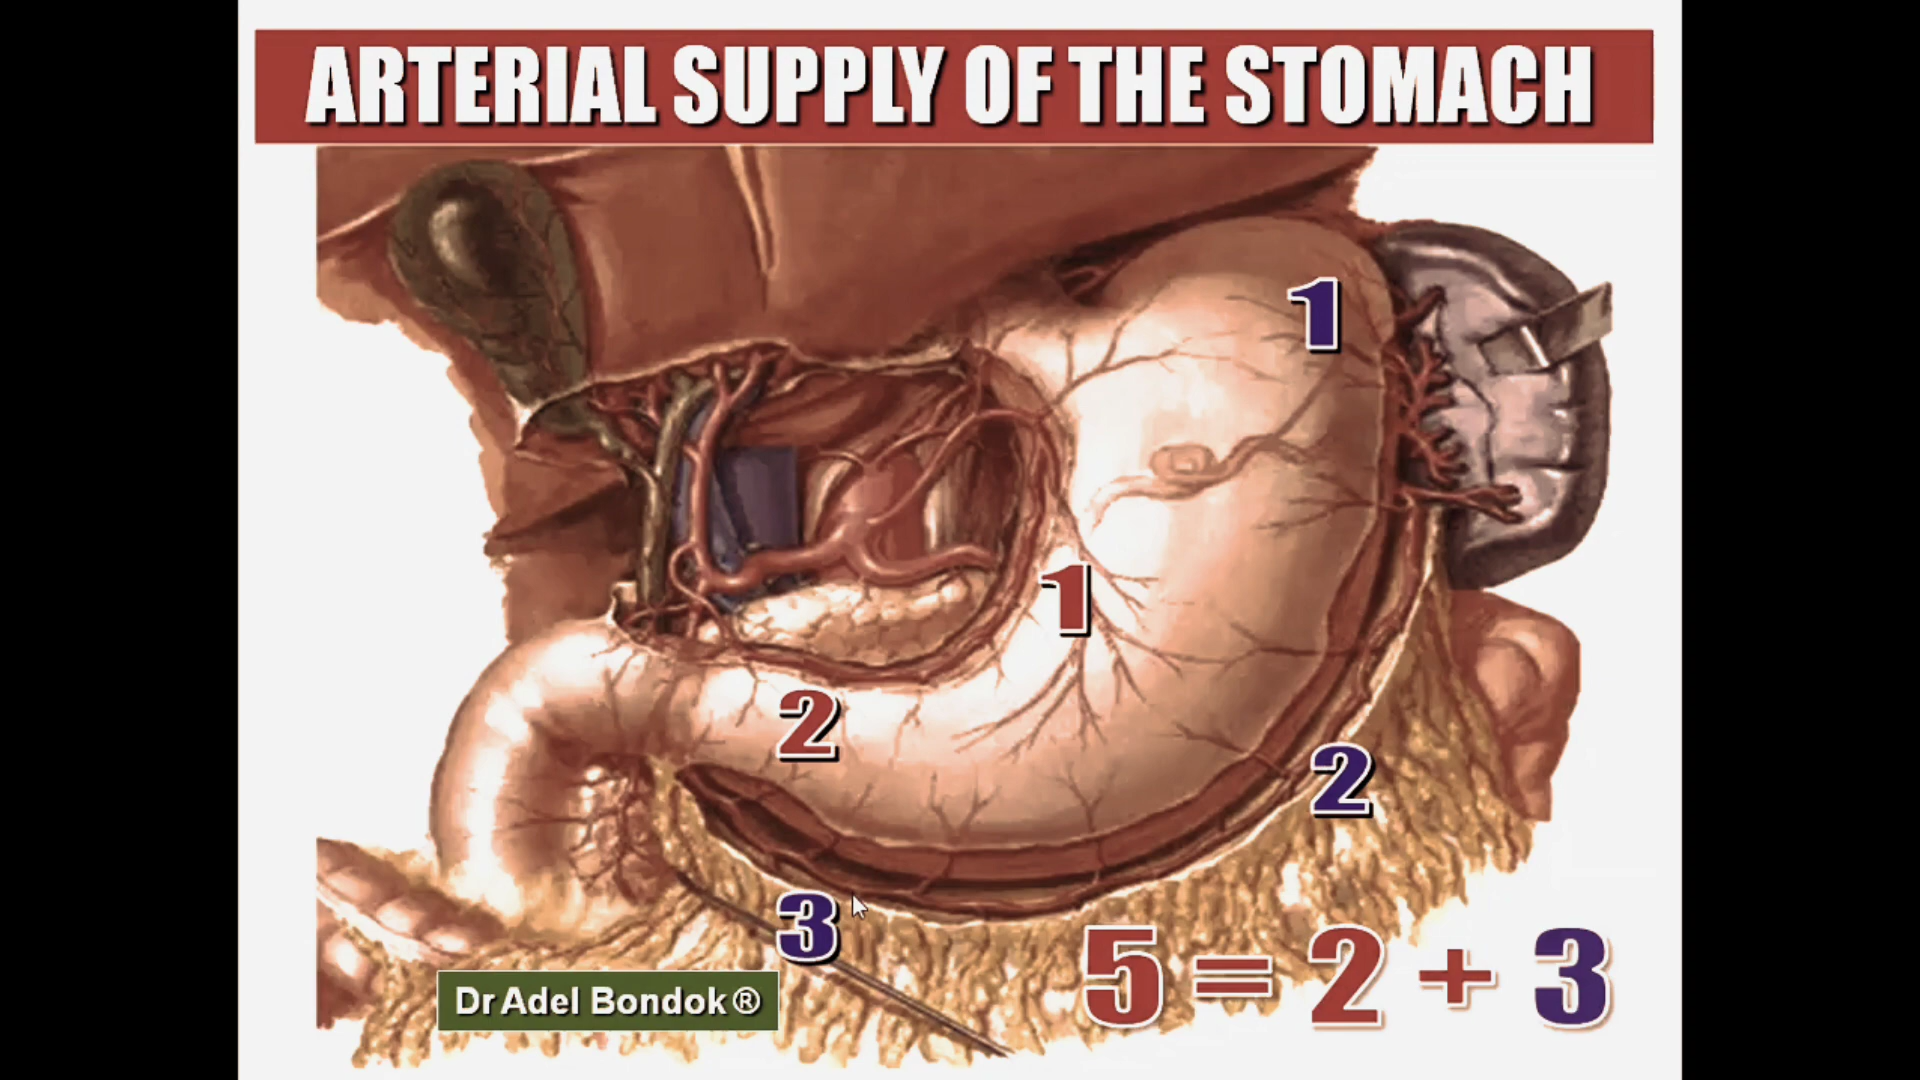 ARTERIAL SUPPLY OF THE STOMACH
1
1
2
2
3
5 = 2 + 3
Dr Adel Bondok ®